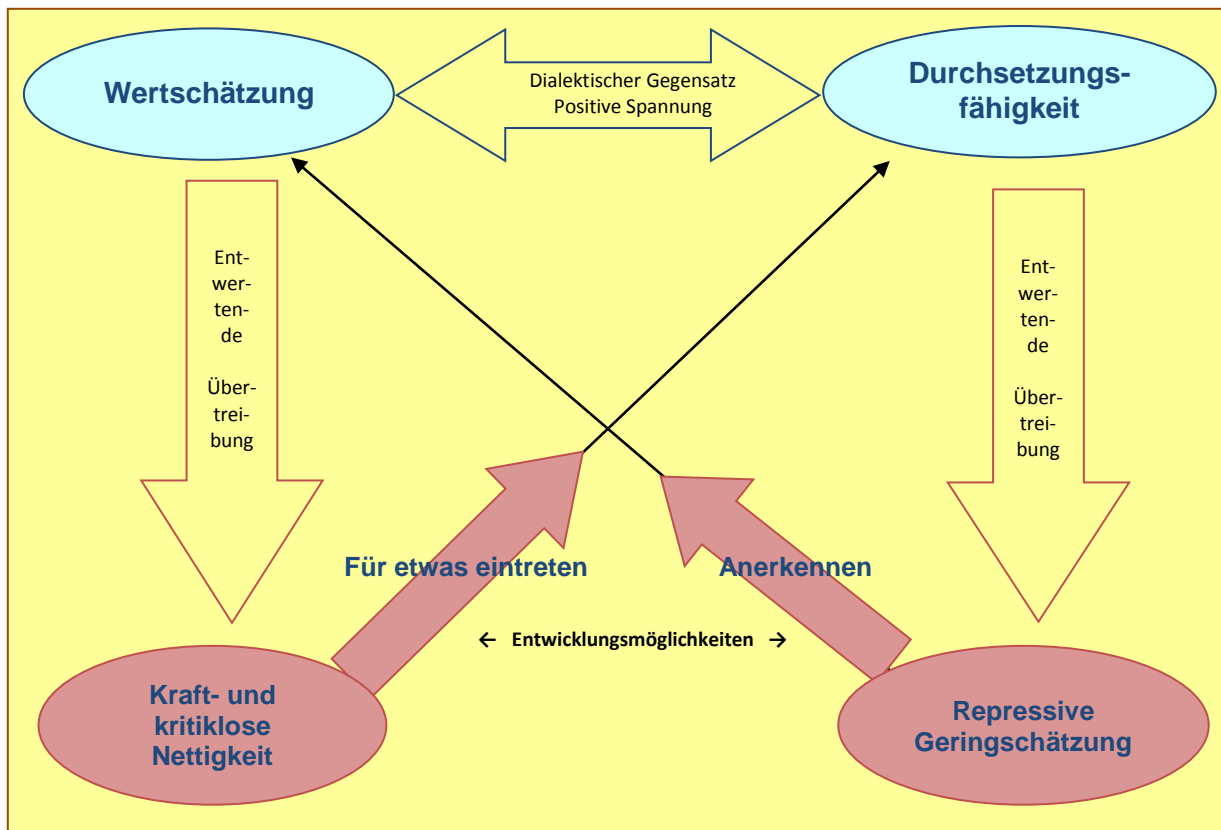 Wertschätzung
Dialektischer Gegensatz
Positive Spannung
Durchsetzungs-
fähigkeit
Ent-
wer-
ten-
de
Über-
trei-
bung
Ent-
wer-
ten-
de
Über-
trei-
bung
Für etwas eintreten
Anerkennen
← Entwicklungsmöglichkeiten →
Kraft- und
kritiklose
Nettigkeit
Repressive
Geringschätzung